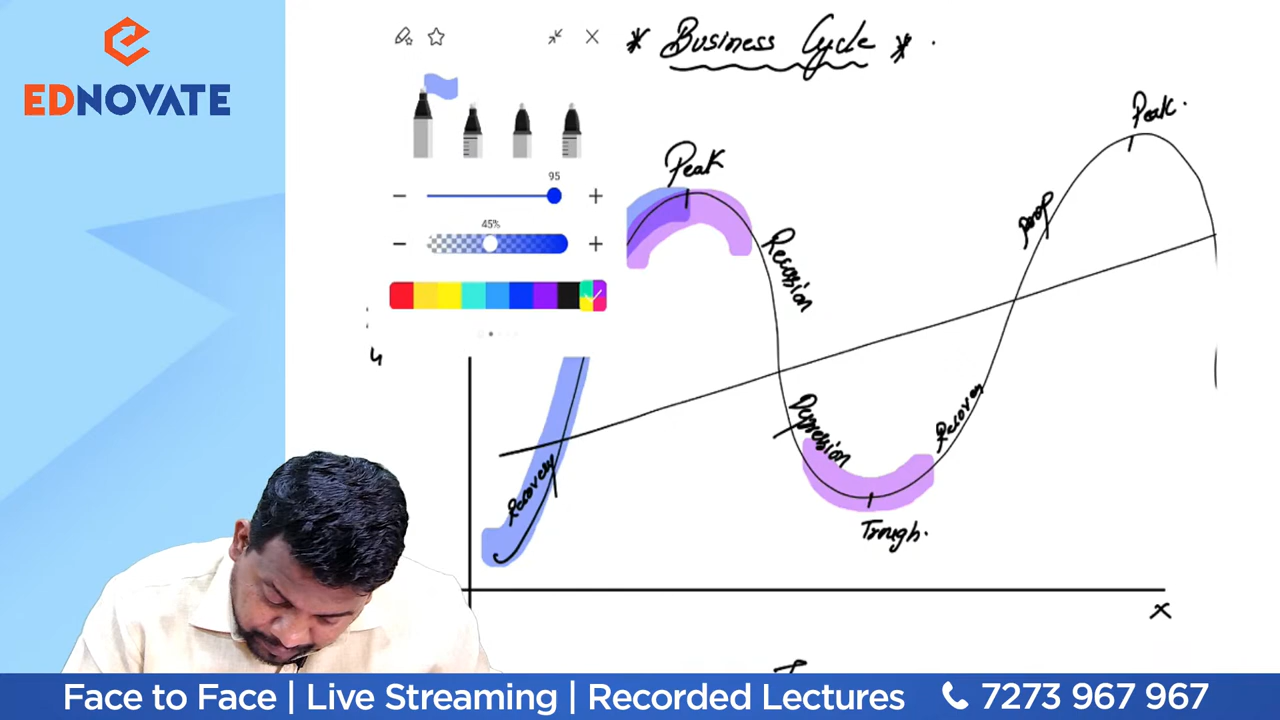 EDNOVATE
* Business Cycle *
95
45%
Peak
Recession
Peak
Depression
Recovery
Recovery
Trough.
x
Face to Face | Live Streaming | Recorded Lectures 7273 967 967